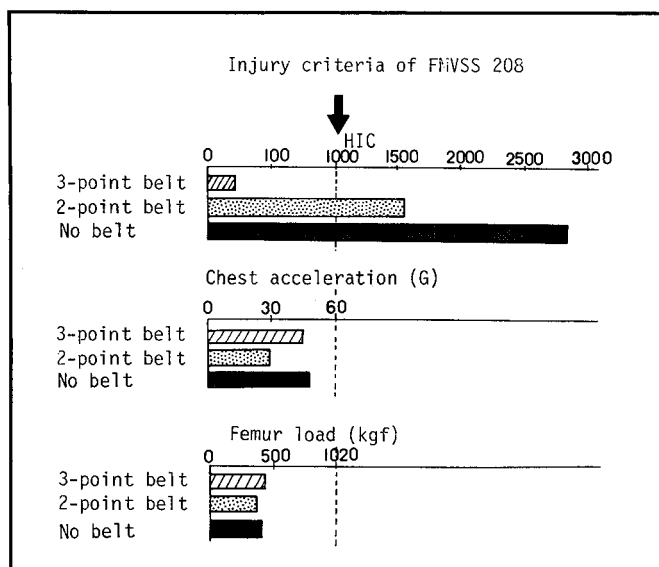 Injury criteria of FMVSS 208
HIC
0 100 1000 1500 2000 2500 3000
3-point belt
2-point belt
No belt
Chest acceleration (G)
0 30 60
3-point belt
2-point belt
No belt
Femur load (kgf)
0 500 1020
3-point belt
2-point belt
No belt